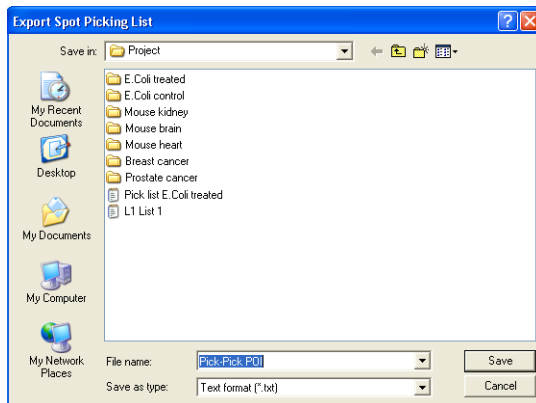 Export Spot Picking List
Save in: Project
E.Coli treated
E.Coli control
Mouse kidney
Mouse brain
Mouse heart
Breast cancer
Prostate cancer
Pick list E.Coli treated
L1 List 1
My Recent
Documents
Desktop
My Documents
My Computer
My Network
Places
File name: Pick-Pick POI Save
Save as type: Text format (*.txt) Cancel